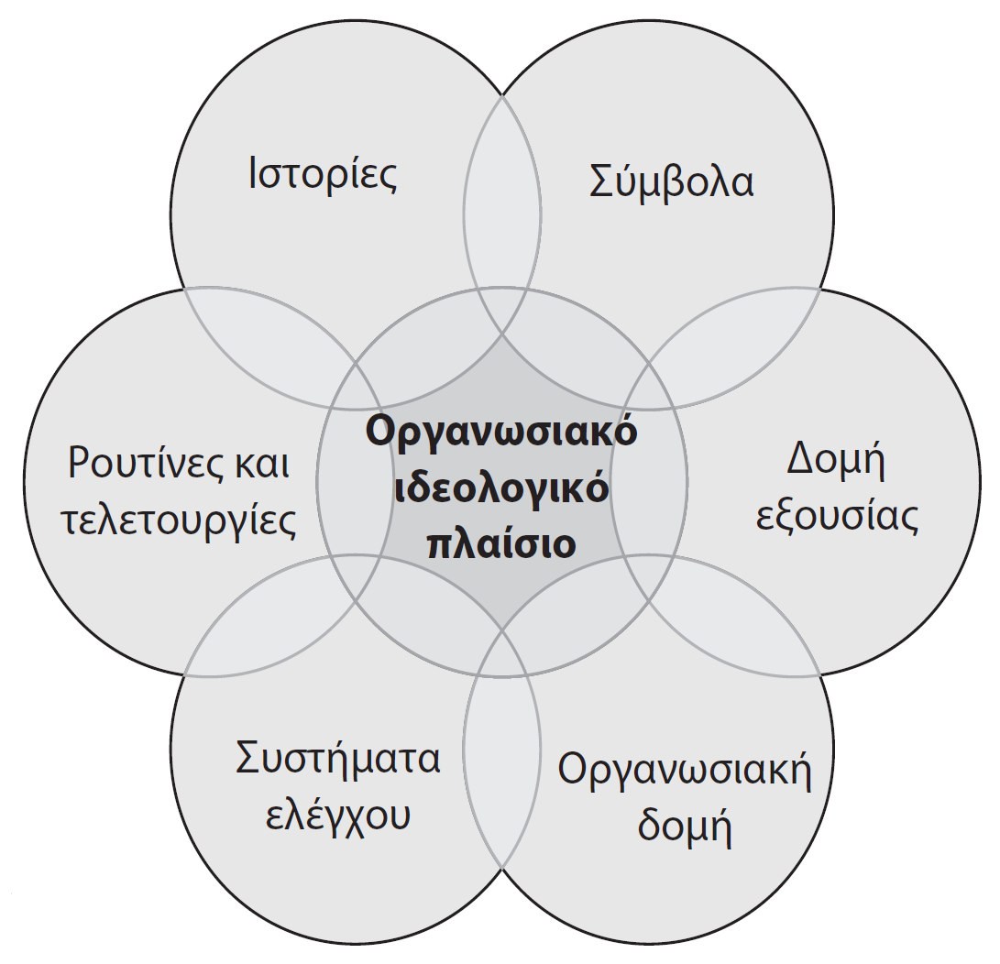 Ιστορίες
Σύμβολα
Ρουτίνες και
τελετουργίες
Οργανωσιακό
ιδεολογικό
πλαίσιο
Δομή
εξουσίας
Συστήματα
ελέγχου
Οργανωσιακή
δομή